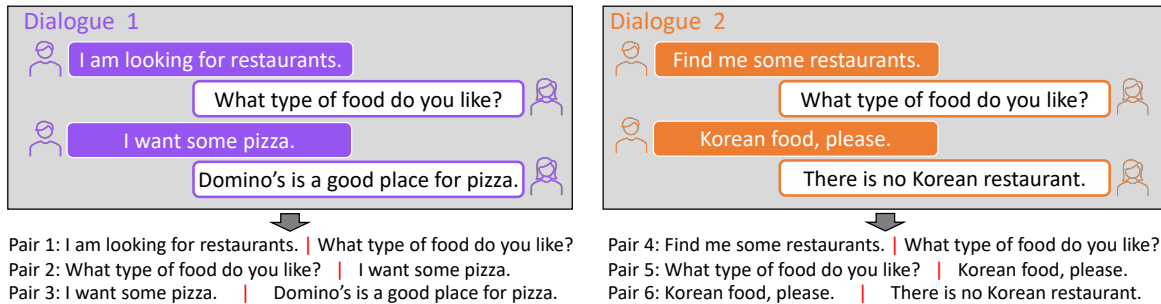 Dialogue 1
I am looking for restaurants.
What type of food do you like?
I want some pizza.
Domino's is a good place for pizza.
Pair 1: I am looking for restaurants. | What type of food do you like?
Pair 2: What type of food do you like? | I want some pizza.
Pair 3: I want some pizza. | Domino's is a good place for pizza.
Dialogue 2
Find me some restaurants.
What type of food do you like?
Korean food, please.
There is no Korean restaurant.
Pair 4: Find me some restaurants. | What type of food do you like?
Pair 5: What type of food do you like? | Korean food, please.
Pair 6: Korean food, please. | There is no Korean restaurant.